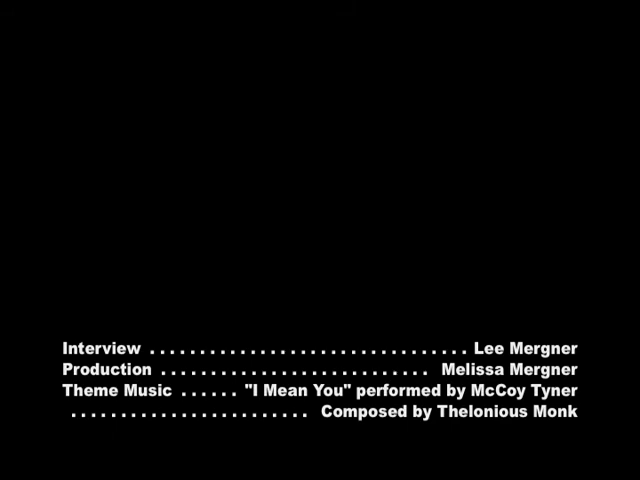 Interview ................................ Lee Mergner
Production ........................... Melissa Mergner
Theme Music ...... "I Mean You" performed by McCoy Tyner
........................ Composed by Thelonious Monk